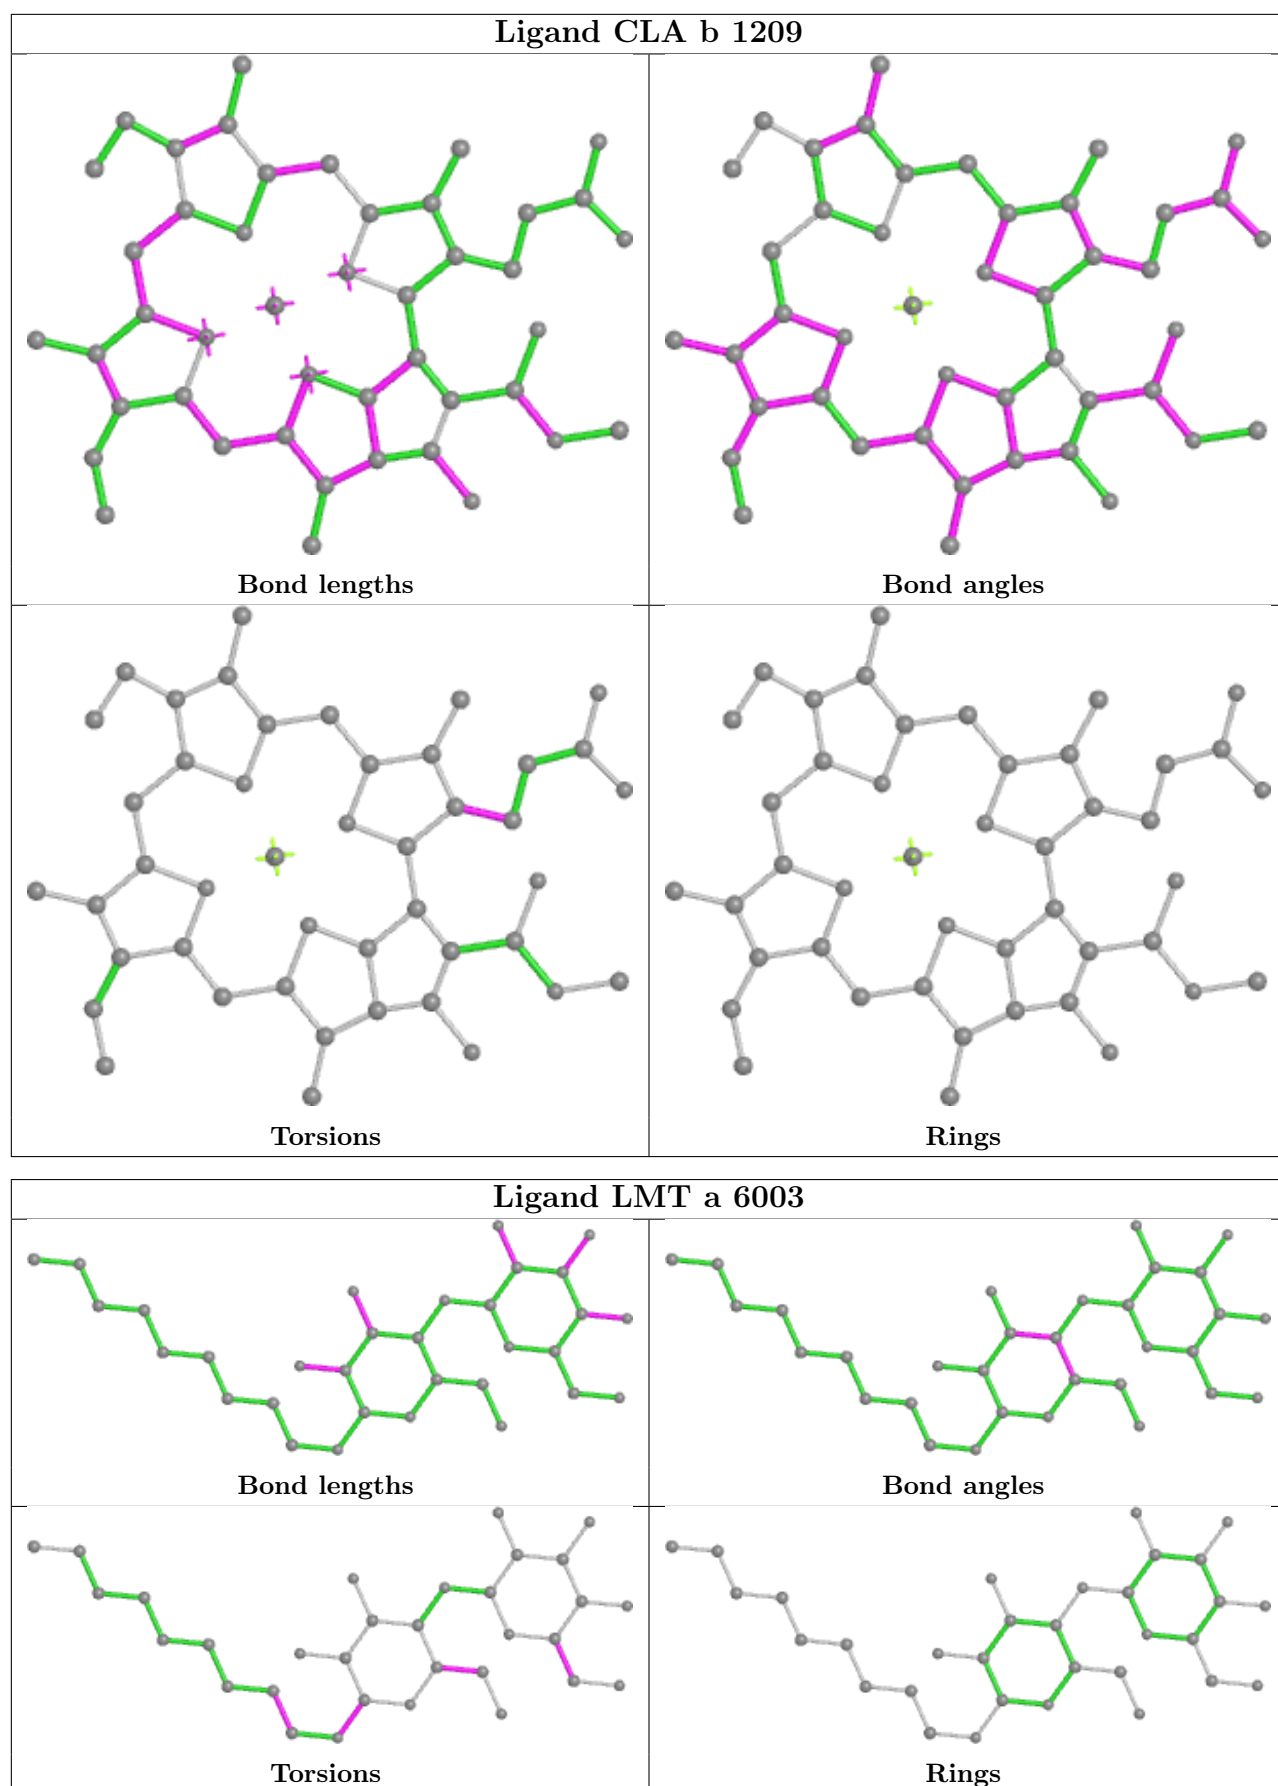 Ligand CLA b 1209
Bond lengths
Bond angles
Torsions
Rings
Ligand LMT a 6003
Bond lengths
Bond angles
Torsions
Rings